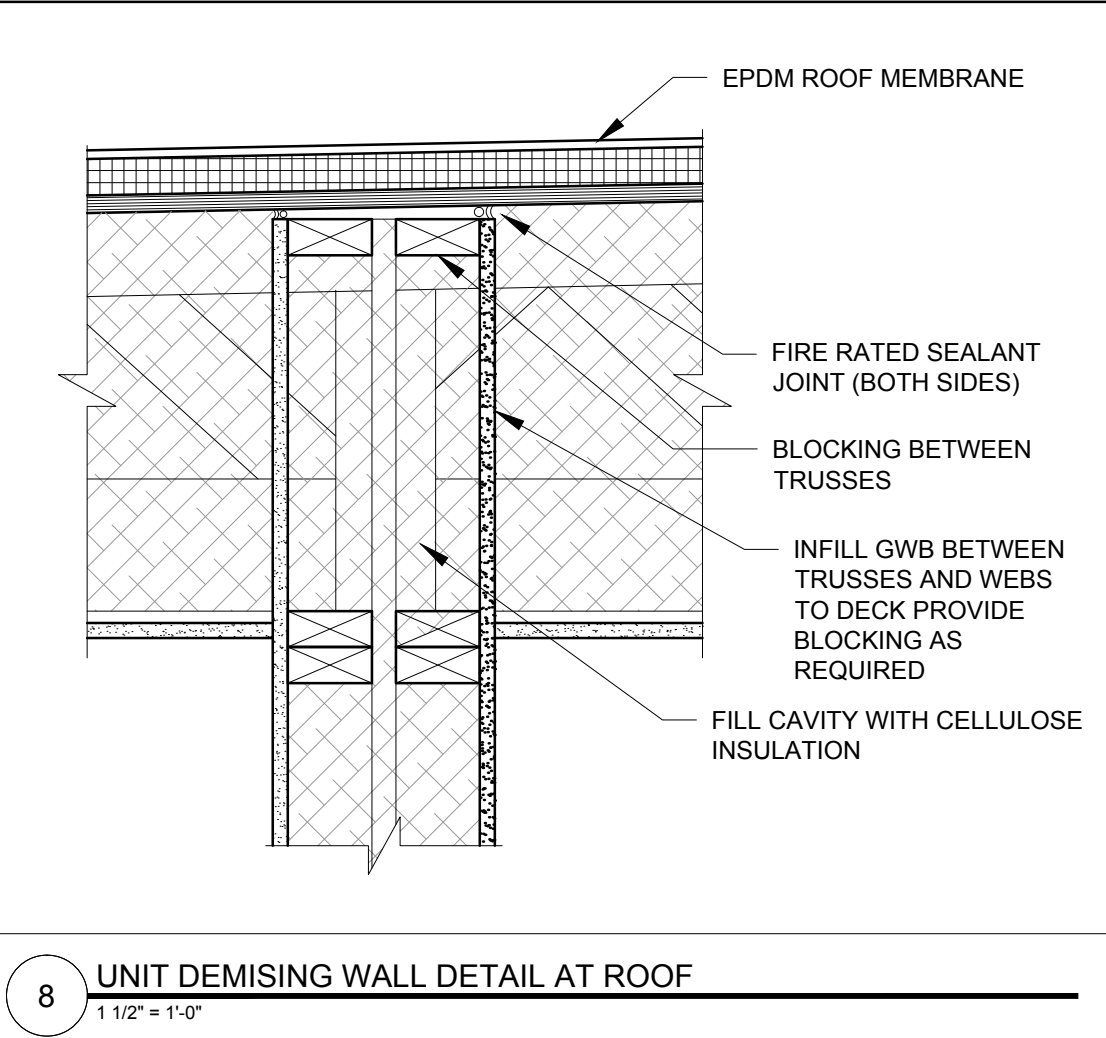 EPDM ROOF MEMBRANE
FIRE RATED SEALANT
JOINT (BOTH SIDES)
BLOCKING BETWEEN
TRUSSES
INFILL GWB BETWEEN
TRUSSES AND WEBS
TO DECK PROVIDE
BLOCKING AS
REQUIRED
FILL CAVITY WITH CELLULOSE
INSULATION
8
UNIT DEMISING WALL DETAIL AT ROOF
1 1/2" = 1'-0"